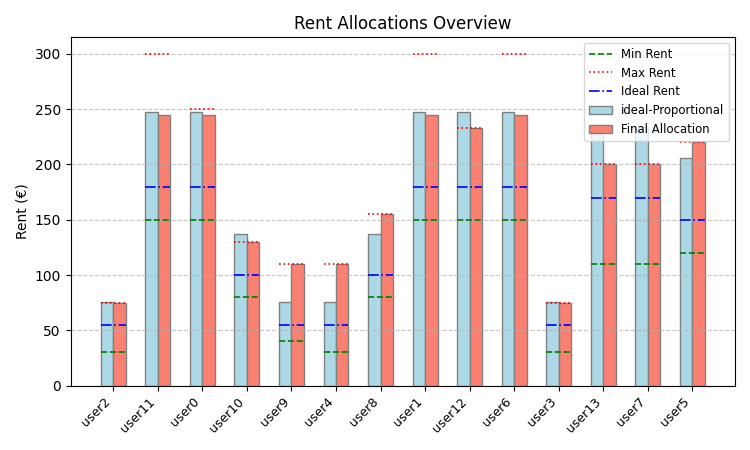 Rent Allocations Overview
Rent (€)
300
250
200
150
100
50
0
Min Rent
Max Rent
Ideal Rent
ideal-Proportional
Final Allocation
user2
user11
user0
user10
user9
user4
user8
user1
user12
user6
user3
user13
user7
user5